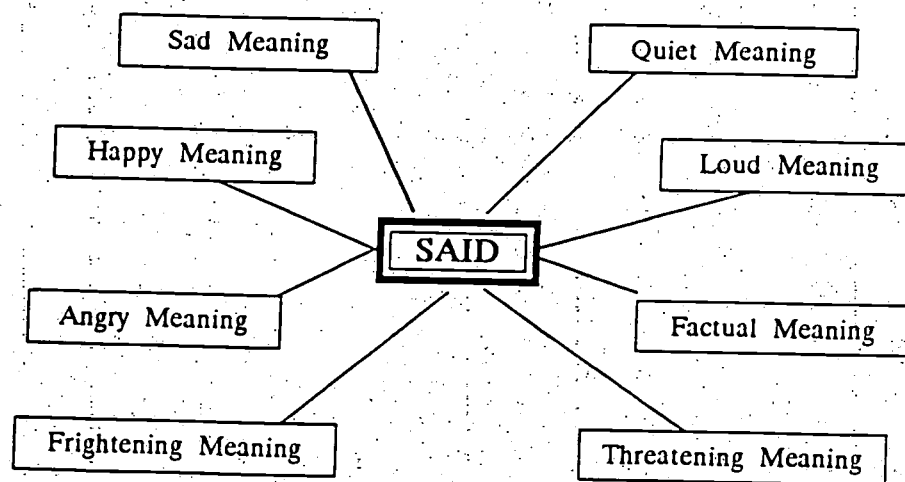 Sad Meaning
Quiet Meaning
Happy Meaning
Loud Meaning
SAID
Angry Meaning
Factual Meaning
Frightening Meaning
Threatening Meaning